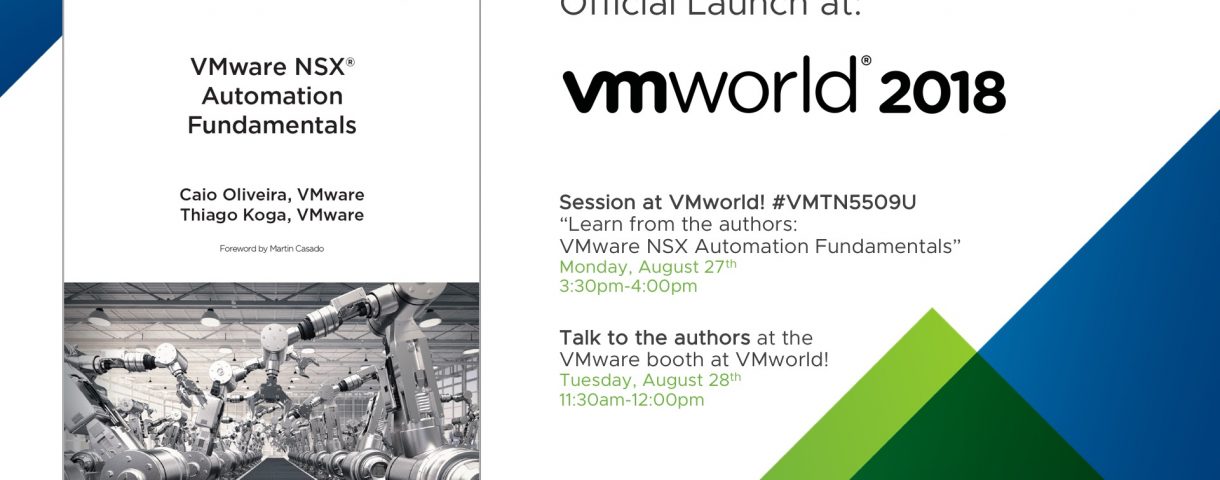 VMware NSX®
Automation
Fundamentals
Caio Oliveira, VMware
Thiago Koga, VMware
Foreword by Martin Casado
Official Launch at:
vmworld® 2018
Session at VMworld! #VMTN5509U
“Learn from the authors:
VMware NSX Automation Fundamentals”
Monday, August 27th
3:30pm-4:00pm
Talk to the authors at the
VMware booth at VMworld!
Tuesday, August 28th
11:30am-12:00pm